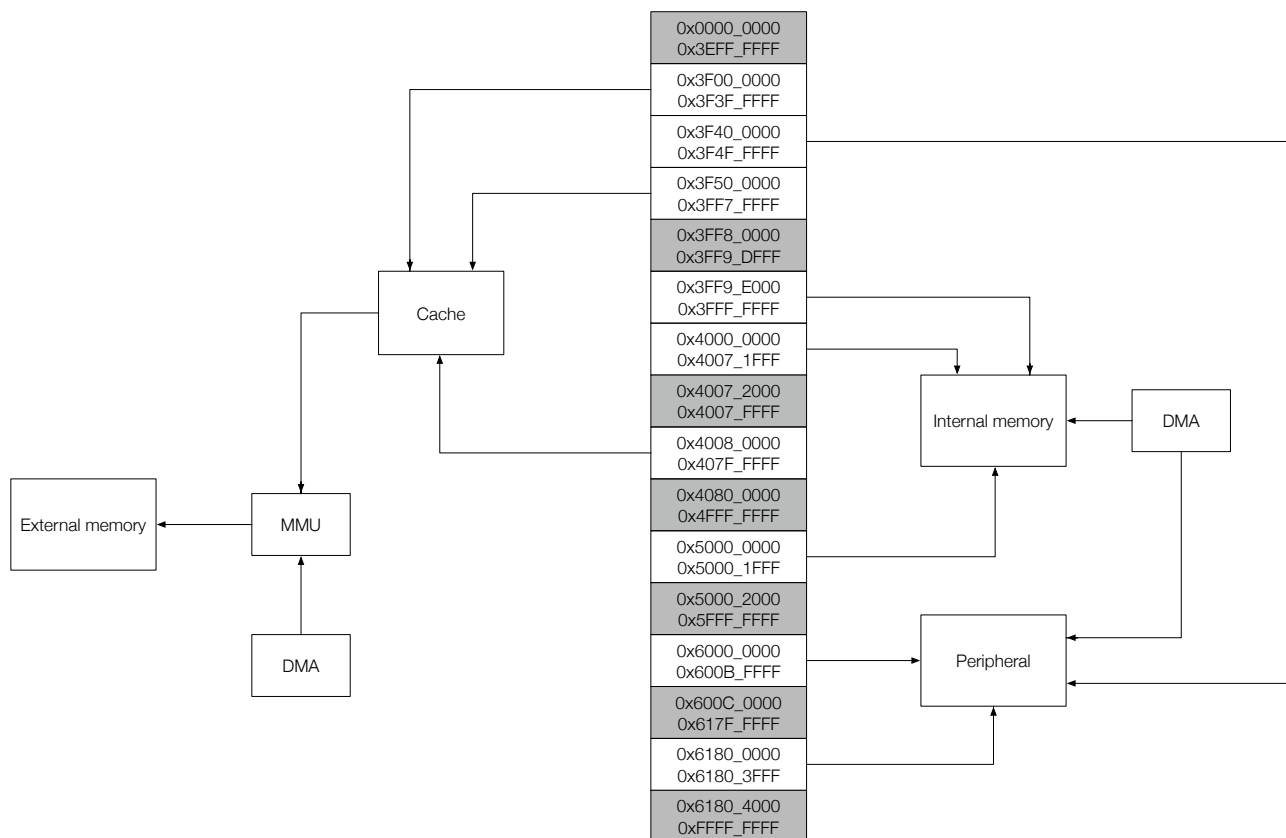 0x0000_0000
0x3EFF_FFFF
0x3F00_0000
0x3F3F_FFFF
0x3F40_0000
0x3F4F_FFFF
0x3F50_0000
0x3FF7_FFFF
0x3FF8_0000
0x3FF9_DFFF
0x3FF9_E000
0x3FFF_FFFF
0x4000_0000
0x4007_1FFF
0x4007_2000
0x4007_FFFF
0x4008_0000
0x407F_FFFF
0x4080_0000
0x4FFF_FFFF
0x5000_0000
0x5000_1FFF
0x5000_2000
0x5FFF_FFFF
0x6000_0000
0x600B_FFFF
0x600C_0000
0x617F_FFFF
0x6180_0000
0x6180_3FFF
0x6180_4000
0xFFFF_FFFF
Cache
External memory
MMU
DMA
Internal memory
DMA
Peripheral